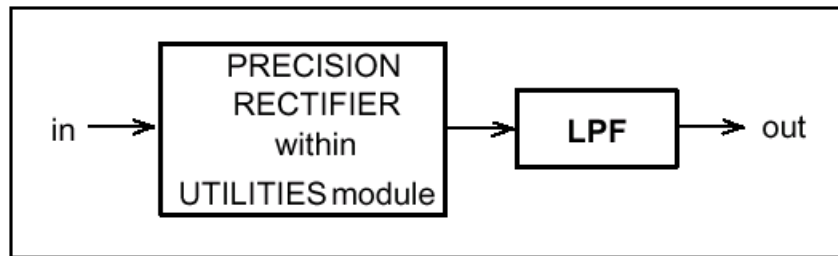 PRECISION
RECTIFIER
within
UTILITIES module
in
LPF
out